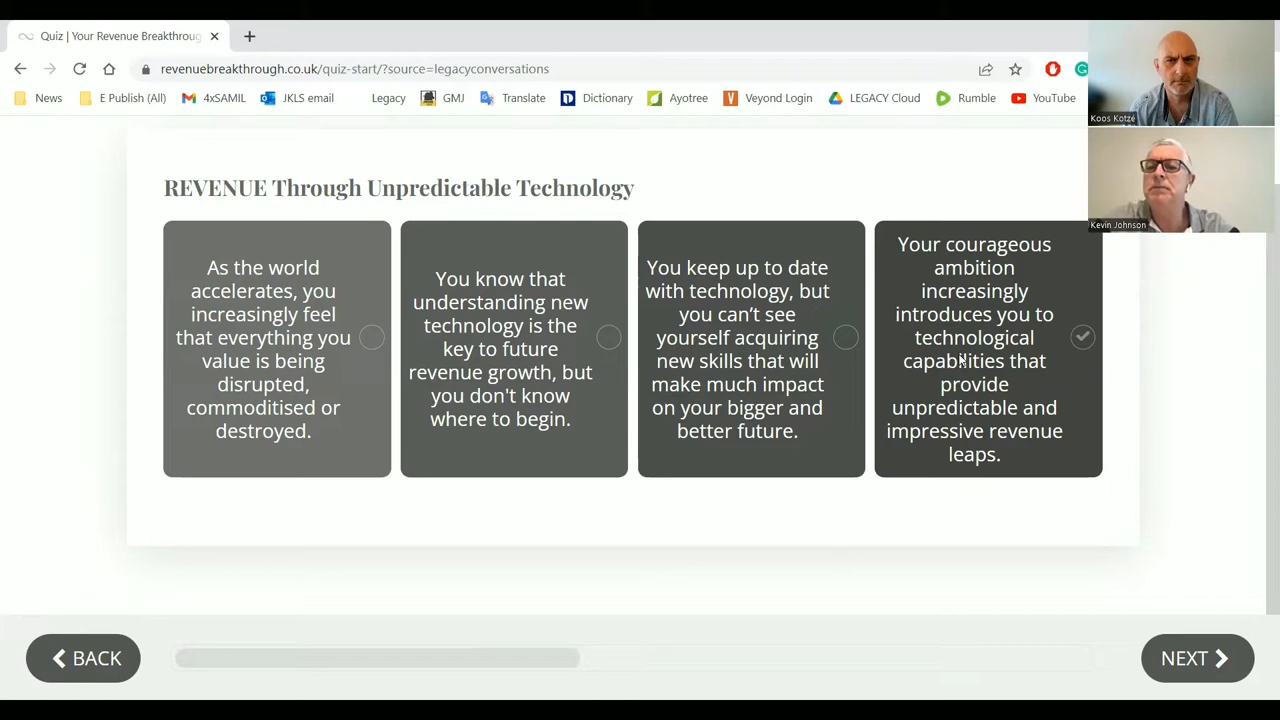 Quiz | Your Revenue Breakthroug
revenuebreakthrough.co.uk/quiz-start/?source=legacyconversations
News E Publish (All) 4xSAMIL JKLS email Legacy GMJ Translate Dictionary Ayotree Veyond Login LEGACY Cloud Rumble YouTube
Koos Kotzé
Kevin Johnson
REVENUE Through Unpredictable Technology
As the world
accelerates, you
increasingly feel
that everything you
value is being
disrupted,
commoditised or
destroyed.
You know that
understanding new
technology is the
key to future
revenue growth, but
you don't know
where to begin.
You keep up to date
with technology, but
you can’t see
yourself acquiring
new skills that will
make much impact
on your bigger and
better future.
Your courageous
ambition
increasingly
introduces you to
technological
capabilities that
provide
unpredictable and
impressive revenue
leaps.
BACK
NEXT